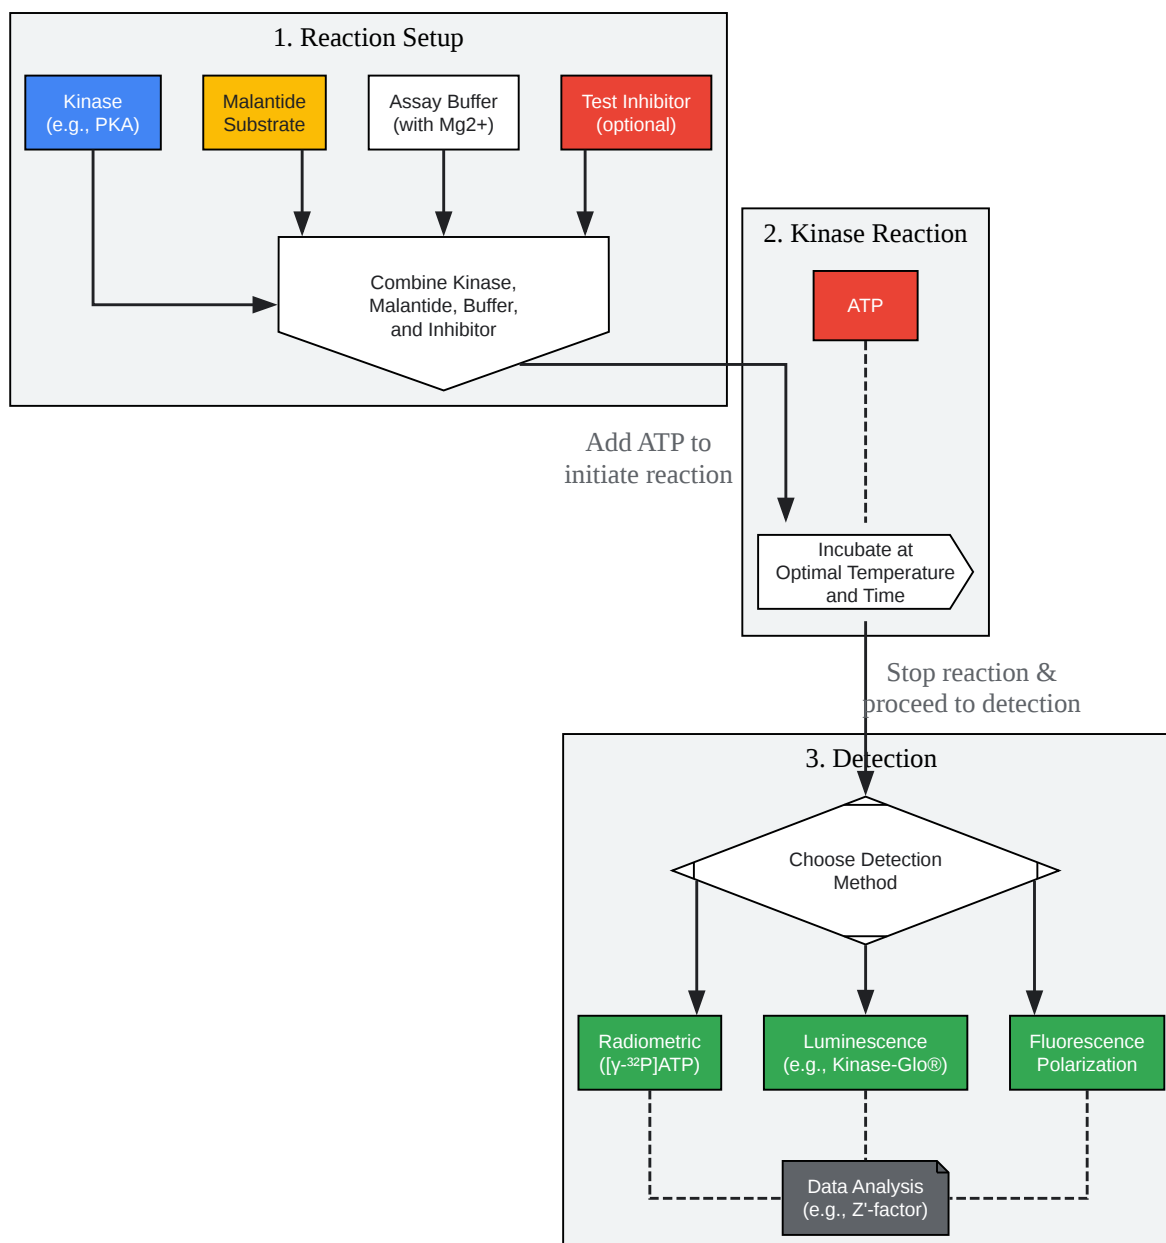 1. Reaction Setup
Kinase
(e.g., PKA)
Malantide
Substrate
Assay Buffer
(with Mg2+)
Test Inhibitor
(optional)
Combine Kinase,
Malantide, Buffer,
and Inhibitor
2. Kinase Reaction
ATP
Add ATP to
initiate reaction
Incubate at
Optimal Temperature
and Time
Stop reaction &
proceed to detection
3. Detection
Choose Detection
Method
Radiometric
([γ-³²P]ATP)
Luminescence
(e.g., Kinase-Glo®)
Fluorescence
Polarization
Data Analysis
(e.g., Z'-factor)